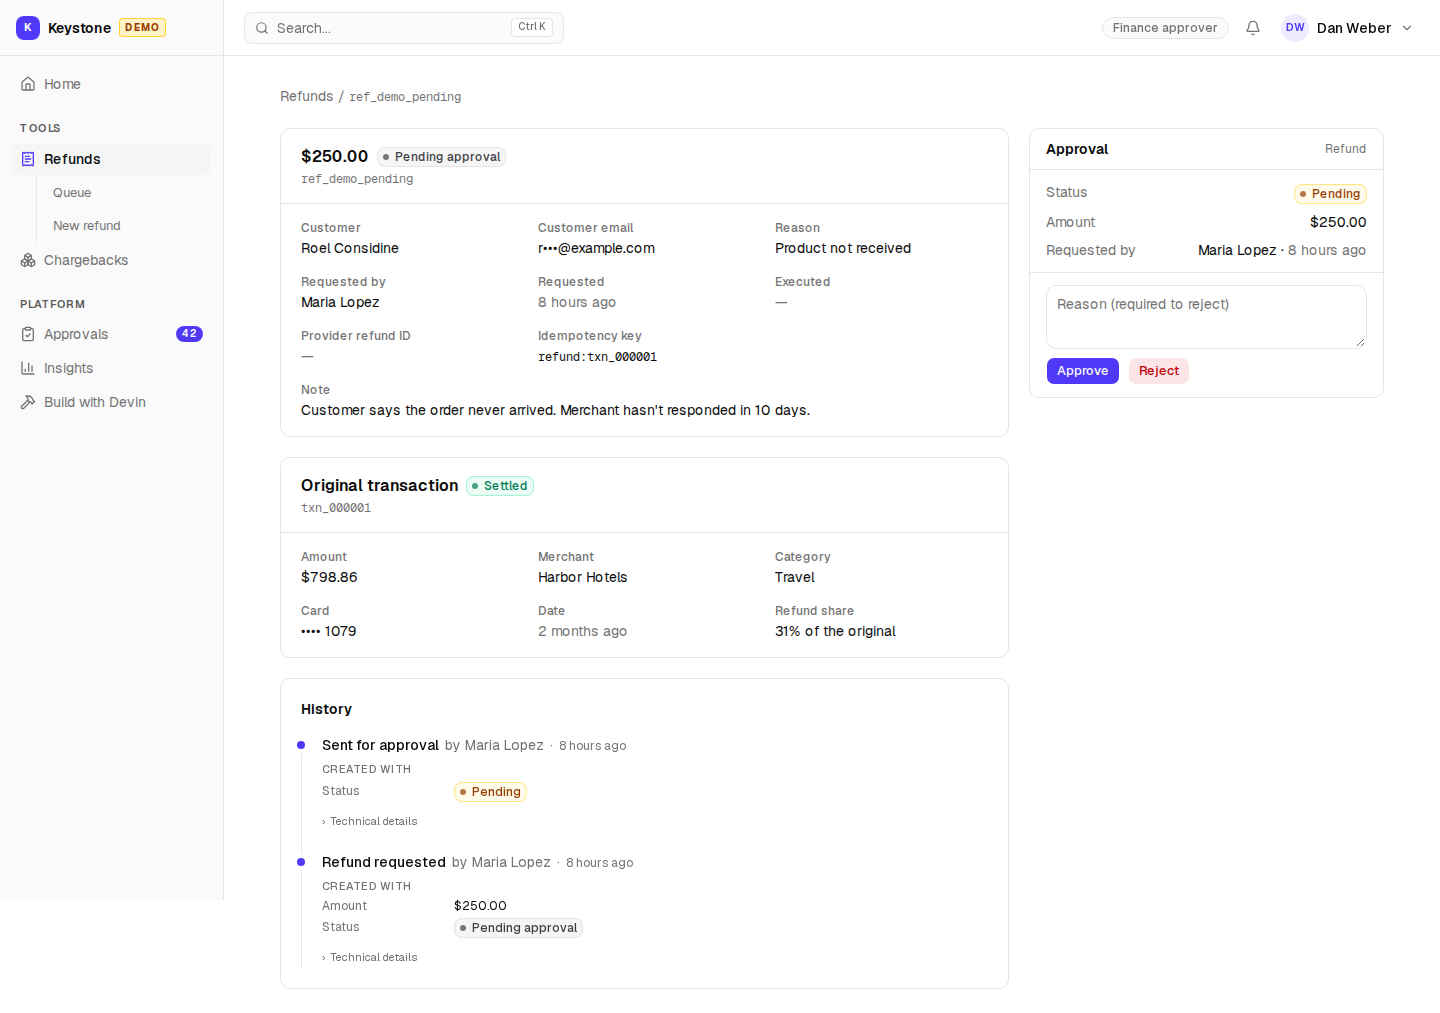 K Keystone DEMO
Search... Ctrl K
Finance approver
DW Dan Weber
Home
TOOLS
Refunds
Queue
New refund
Chargebacks
PLATFORM
Approvals 42
Insights
Build with Devin
Refunds / ref_demo_pending
$250.00 Pending approval
ref_demo_pending
Customer Customer email Reason
Roel Considine r•••@example.com Product not received
Requested by Requested Executed
Maria Lopez 8 hours ago —
Provider refund ID Idempotency key
— refund:txn_000001
Note
Customer says the order never arrived. Merchant hasn't responded in 10 days.
Original transaction Settled
txn_000001
Amount Merchant Category
$798.86 Harbor Hotels Travel
Card Date Refund share
•••• 1079 2 months ago 31% of the original
History
Sent for approval by Maria Lopez · 8 hours ago
CREATED WITH
Status Pending
› Technical details
Refund requested by Maria Lopez · 8 hours ago
CREATED WITH
Amount $250.00
Status Pending approval
› Technical details
Approval Refund
Status Pending
Amount $250.00
Requested by Maria Lopez · 8 hours ago
Reason (required to reject)
Approve Reject